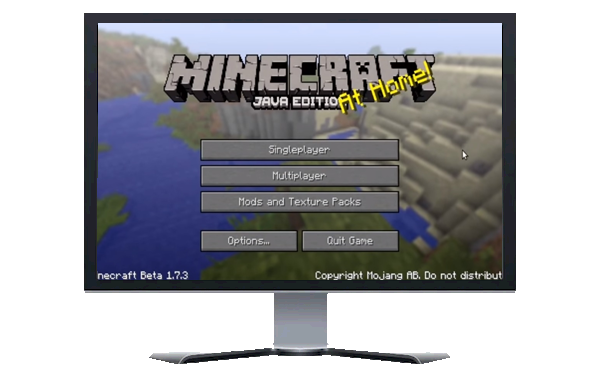 MINECRAFT
JAVA EDITION
At Home!
Singleplayer
Multiplayer
Mods and Texture Packs
Options...
Quit Game
necraft Beta 1.7.3
Copyright Mojang AB. Do not distribut